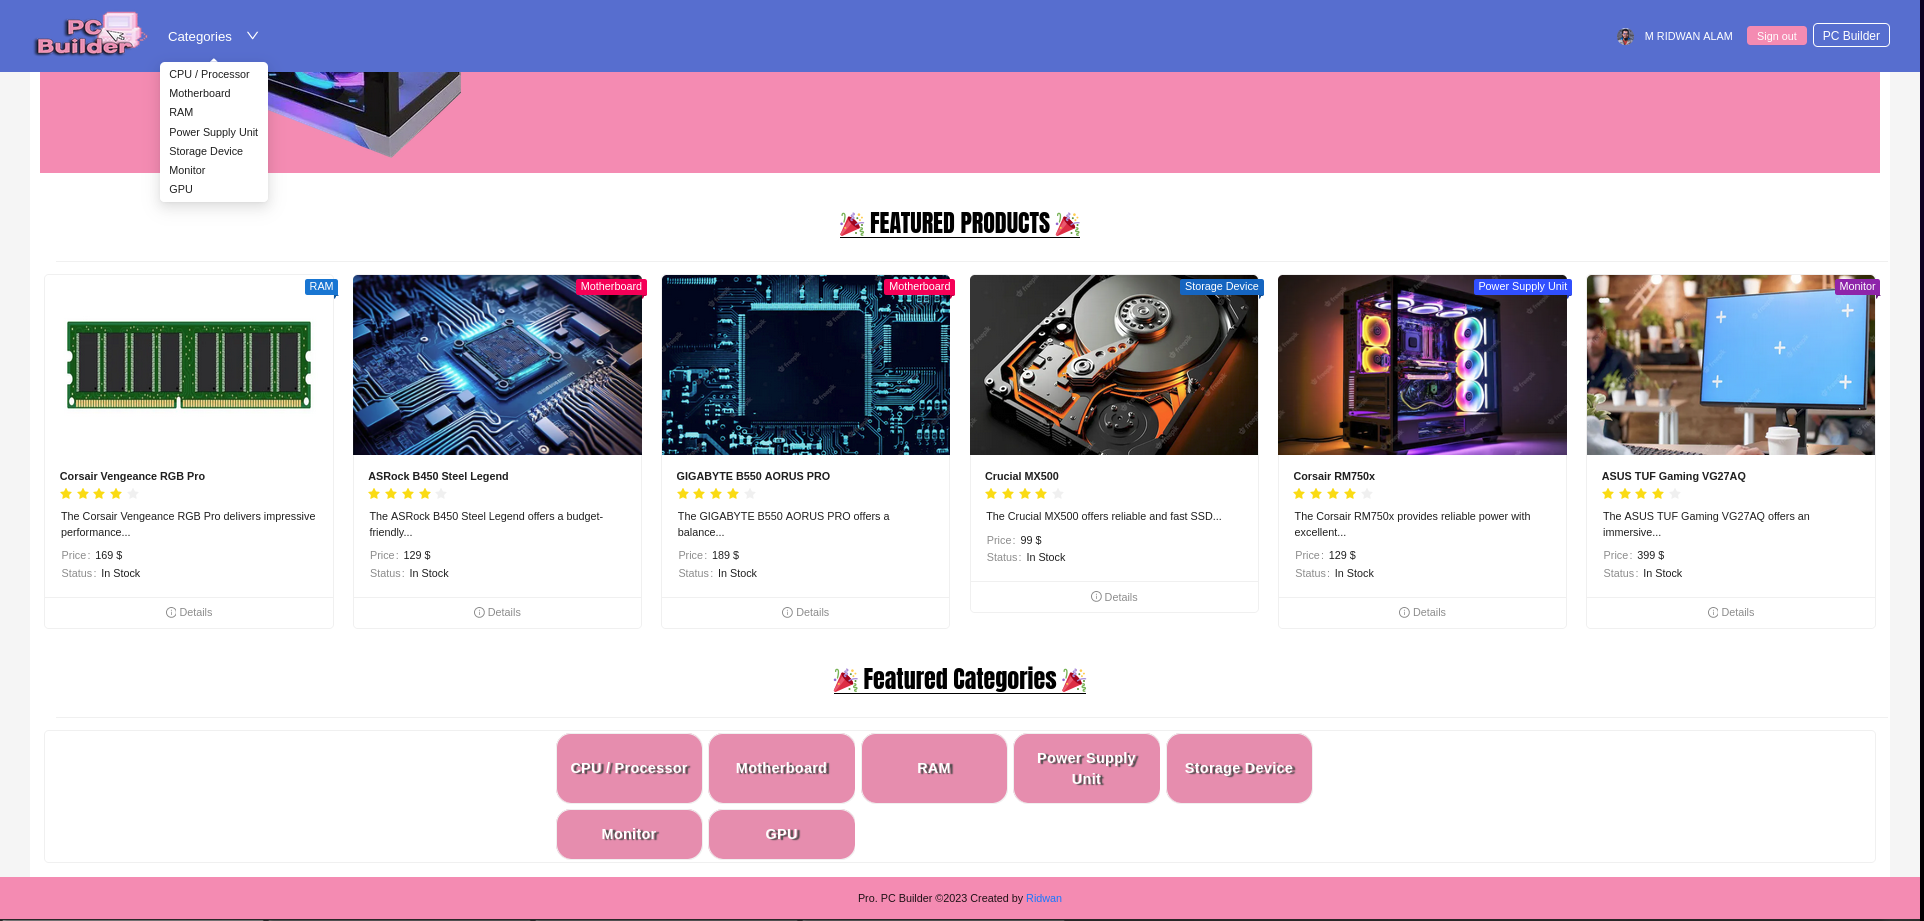 PC
Builder
Categories
M RIDWAN ALAM
Sign out
PC Builder
CPU / Processor
Motherboard
RAM
Power Supply Unit
Storage Device
Monitor
GPU
🎉 FEATURED PRODUCTS 🎉
RAM
Motherboard
Motherboard
Storage Device
Power Supply Unit
Monitor
Corsair Vengeance RGB Pro
The Corsair Vengeance RGB Pro delivers impressive
performance...
Price: 169 $
Status: In Stock
Details
ASRock B450 Steel Legend
The ASRock B450 Steel Legend offers a budget-
friendly...
Price: 129 $
Status: In Stock
Details
GIGABYTE B550 AORUS PRO
The GIGABYTE B550 AORUS PRO offers a
balance...
Price: 189 $
Status: In Stock
Details
Crucial MX500
The Crucial MX500 offers reliable and fast SSD...
Price: 99 $
Status: In Stock
Details
Corsair RM750x
The Corsair RM750x provides reliable power with
excellent...
Price: 129 $
Status: In Stock
Details
ASUS TUF Gaming VG27AQ
The ASUS TUF Gaming VG27AQ offers an
immersive...
Price: 399 $
Status: In Stock
Details
🎉 Featured Categories 🎉
CPU / Processor
Motherboard
RAM
Power Supply
Unit
Storage Device
Monitor
GPU
Pro. PC Builder ©2023 Created by Ridwan